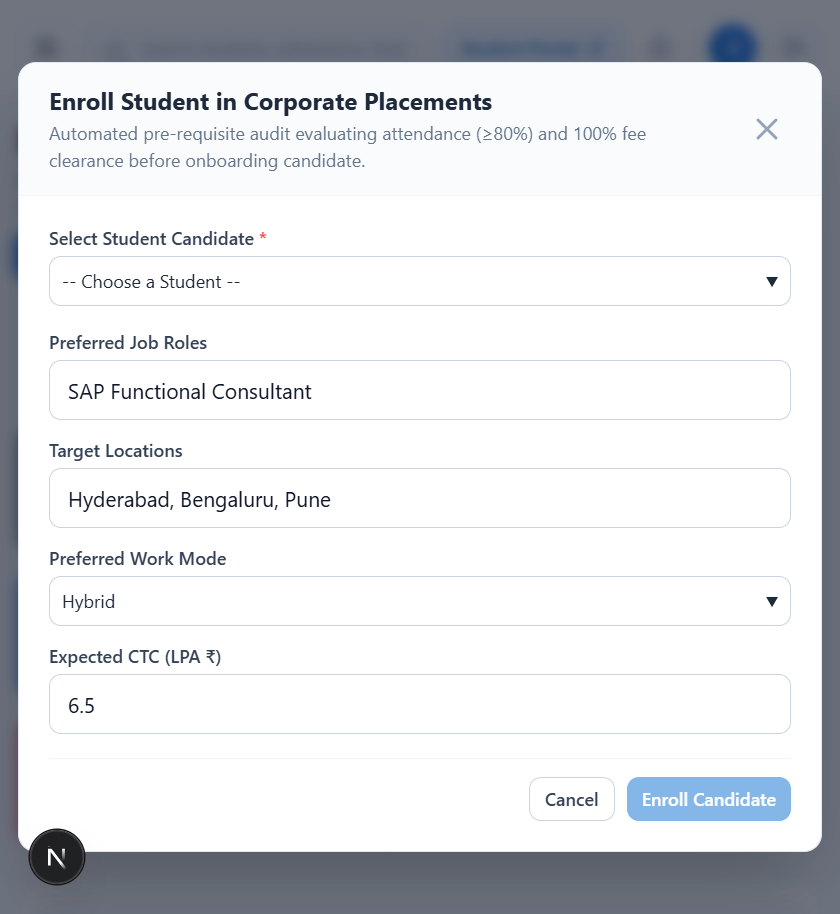 Enroll Student in Corporate Placements
Automated pre-requisite audit evaluating attendance (≥80%) and 100% fee
clearance before onboarding candidate.
Select Student Candidate *
-- Choose a Student --
Preferred Job Roles
SAP Functional Consultant
Target Locations
Hyderabad, Bengaluru, Pune
Preferred Work Mode
Hybrid
Expected CTC (LPA ₹)
6.5
Cancel
Enroll Candidate
N